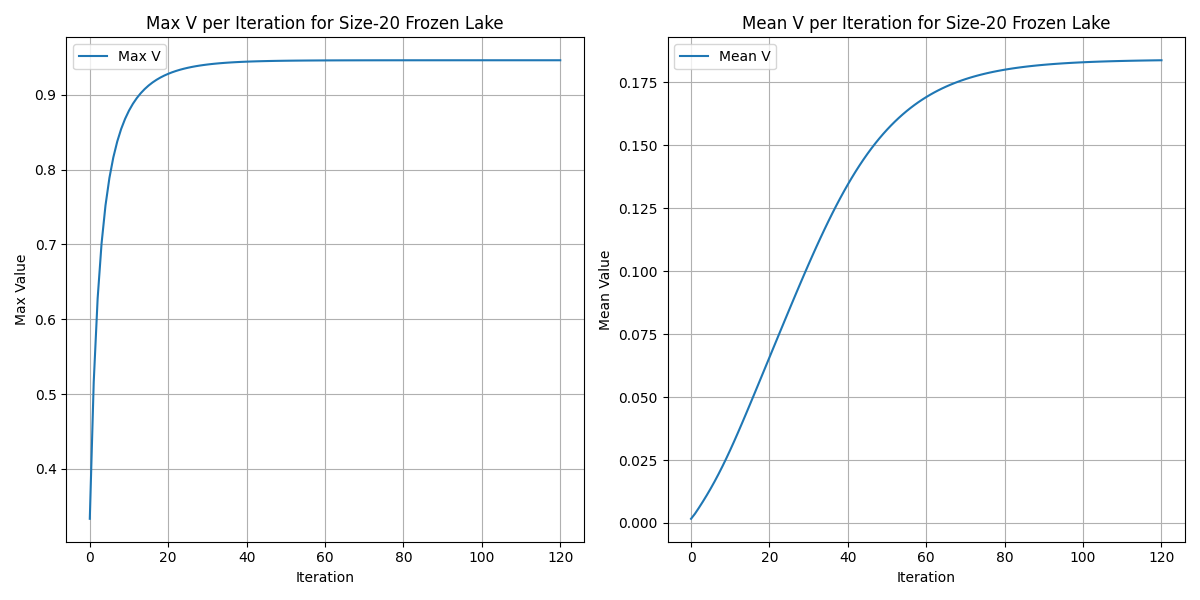 Max V per Iteration for Size-20 Frozen Lake
Max V
Max Value
0.9
0.8
0.7
0.6
0.5
0.4
0 20 40 60 80 100 120
Iteration
Mean V per Iteration for Size-20 Frozen Lake
Mean V
Mean Value
0.175
0.150
0.125
0.100
0.075
0.050
0.025
0.000
0 20 40 60 80 100 120
Iteration